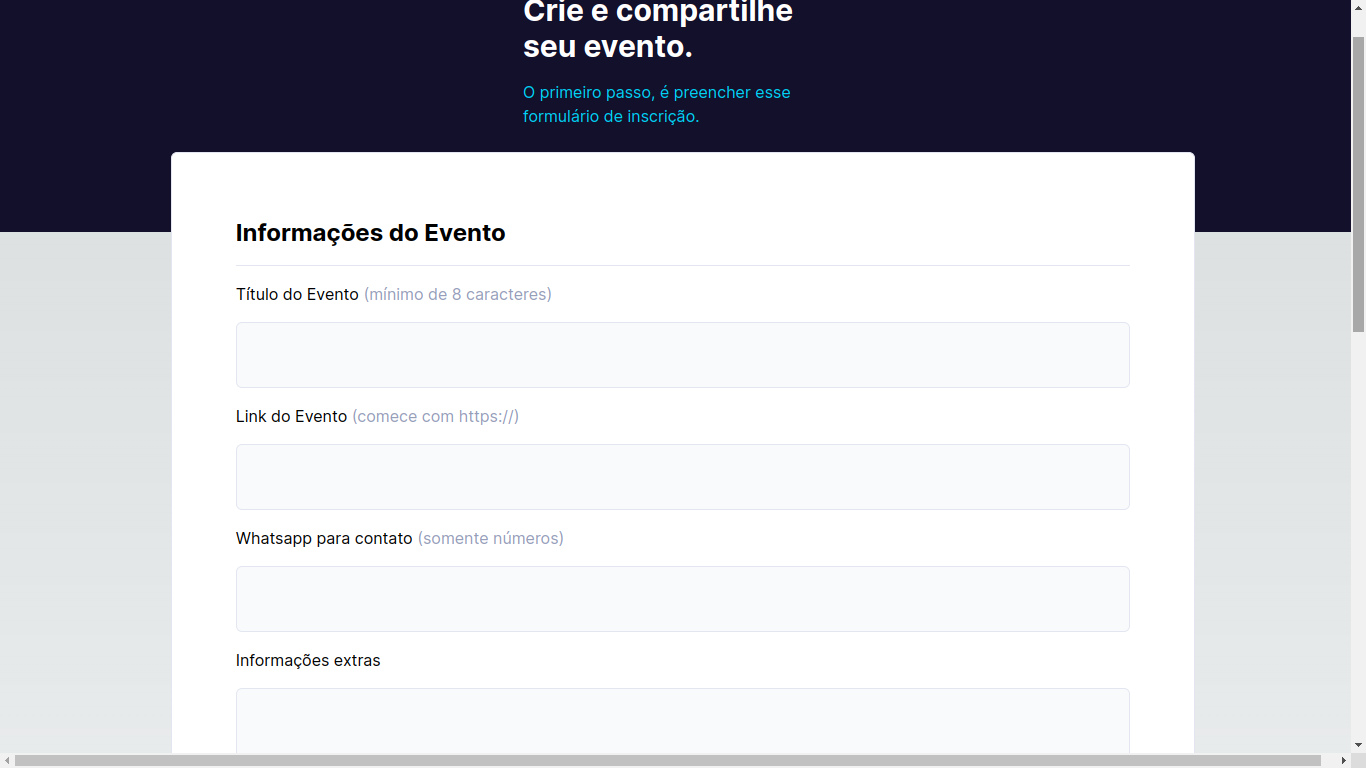 Crie e compartilhe
seu evento.
O primeiro passo, é preencher esse
formulário de inscrição.
Informações do Evento
Título do Evento (mínimo de 8 caracteres)
Link do Evento (comece com https://)
Whatsapp para contato (somente números)
Informações extras